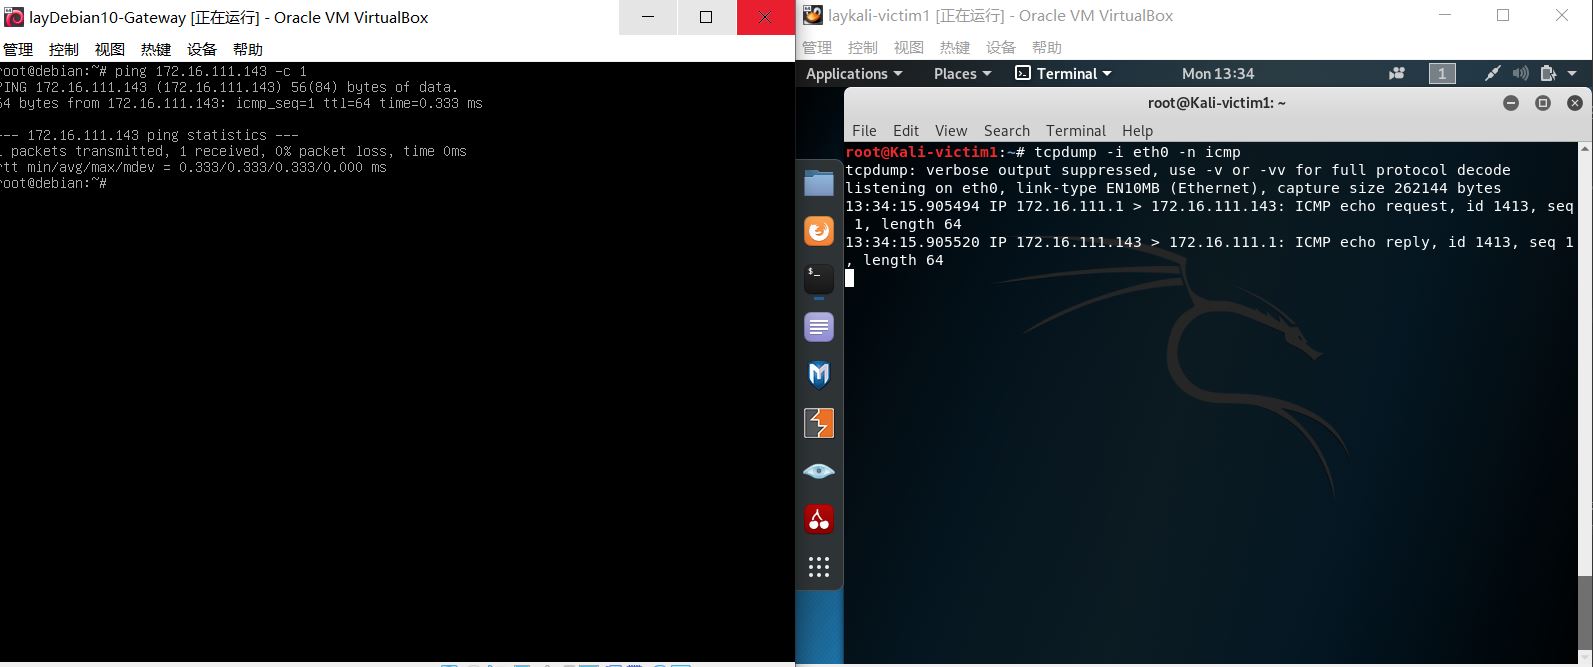 layDebian10-Gateway [正在运行] - Oracle VM VirtualBox
管理 控制 视图 热键 设备 帮助
root@debian:~# ping 172.16.111.143 -c 1
PING 172.16.111.143 (172.16.111.143) 56(84) bytes of data.
64 bytes from 172.16.111.143: icmp_seq=1 ttl=64 time=0.333 ms
--- 172.16.111.143 ping statistics ---
1 packets transmitted, 1 received, 0% packet loss, time 0ms
rtt min/avg/max/mdev = 0.333/0.333/0.333/0.000 ms
root@debian:~#
laykali-victim1 [正在运行] - Oracle VM VirtualBox
管理 控制 视图 热键 设备 帮助
Applications Places Terminal Mon 13:34 1
root@Kali-victim1: ~
File Edit View Search Terminal Help
root@Kali-victim1:~# tcpdump -i eth0 -n icmp
tcpdump: verbose output suppressed, use -v or -vv for full protocol decode
listening on eth0, link-type EN10MB (Ethernet), capture size 262144 bytes
13:34:15.905494 IP 172.16.111.1 > 172.16.111.143: ICMP echo request, id 1413, seq
1, length 64
13:34:15.905520 IP 172.16.111.143 > 172.16.111.1: ICMP echo reply, id 1413, seq 1
, length 64